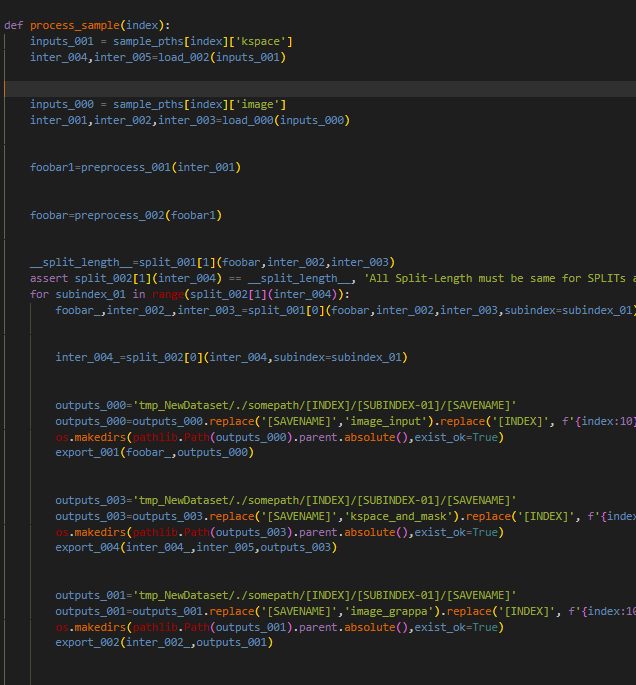 def process_sample(index):
inputs_001 = sample_pths[index]['kspace']
inter_004,inter_005=load_002(inputs_001)
inputs_000 = sample_pths[index]['image']
inter_001,inter_002,inter_003=load_000(inputs_000)
foobar1=preprocess_001(inter_001)
foobar=preprocess_002(foobar1)
__split_length__=split_001[1](foobar,inter_002,inter_003)
assert split_002[1](inter_004) == __split_length__, 'All Split-Length must be same for SPLITs a
for subindex_01 in range(split_002[1](inter_004)):
foobar_,inter_002_,inter_003_=split_001[0](foobar,inter_002,inter_003,subindex=subindex_01)
inter_004_=split_002[0](inter_004,subindex=subindex_01)
outputs_000='tmp_NewDataset/./somepath/[INDEX]/[SUBINDEX-01]/[SAVENAME]'
outputs_000=outputs_000.replace('[SAVENAME]','image_input').replace('[INDEX]', f'{index:10}
os.makedirs(pathlib.Path(outputs_000).parent.absolute(),exist_ok=True)
export_001(foobar_,outputs_000)
outputs_003='tmp_NewDataset/./somepath/[INDEX]/[SUBINDEX-01]/[SAVENAME]'
outputs_003=outputs_003.replace('[SAVENAME]','kspace_and_mask').replace('[INDEX]', f'{index
os.makedirs(pathlib.Path(outputs_003).parent.absolute(),exist_ok=True)
export_004(inter_004_,inter_005,outputs_003)
outputs_001='tmp_NewDataset/./somepath/[INDEX]/[SUBINDEX-01]/[SAVENAME]'
outputs_001=outputs_001.replace('[SAVENAME]','image_grappa').replace('[INDEX]', f'{index:10
os.makedirs(pathlib.Path(outputs_001).parent.absolute(),exist_ok=True)
export_002(inter_002_,outputs_001)